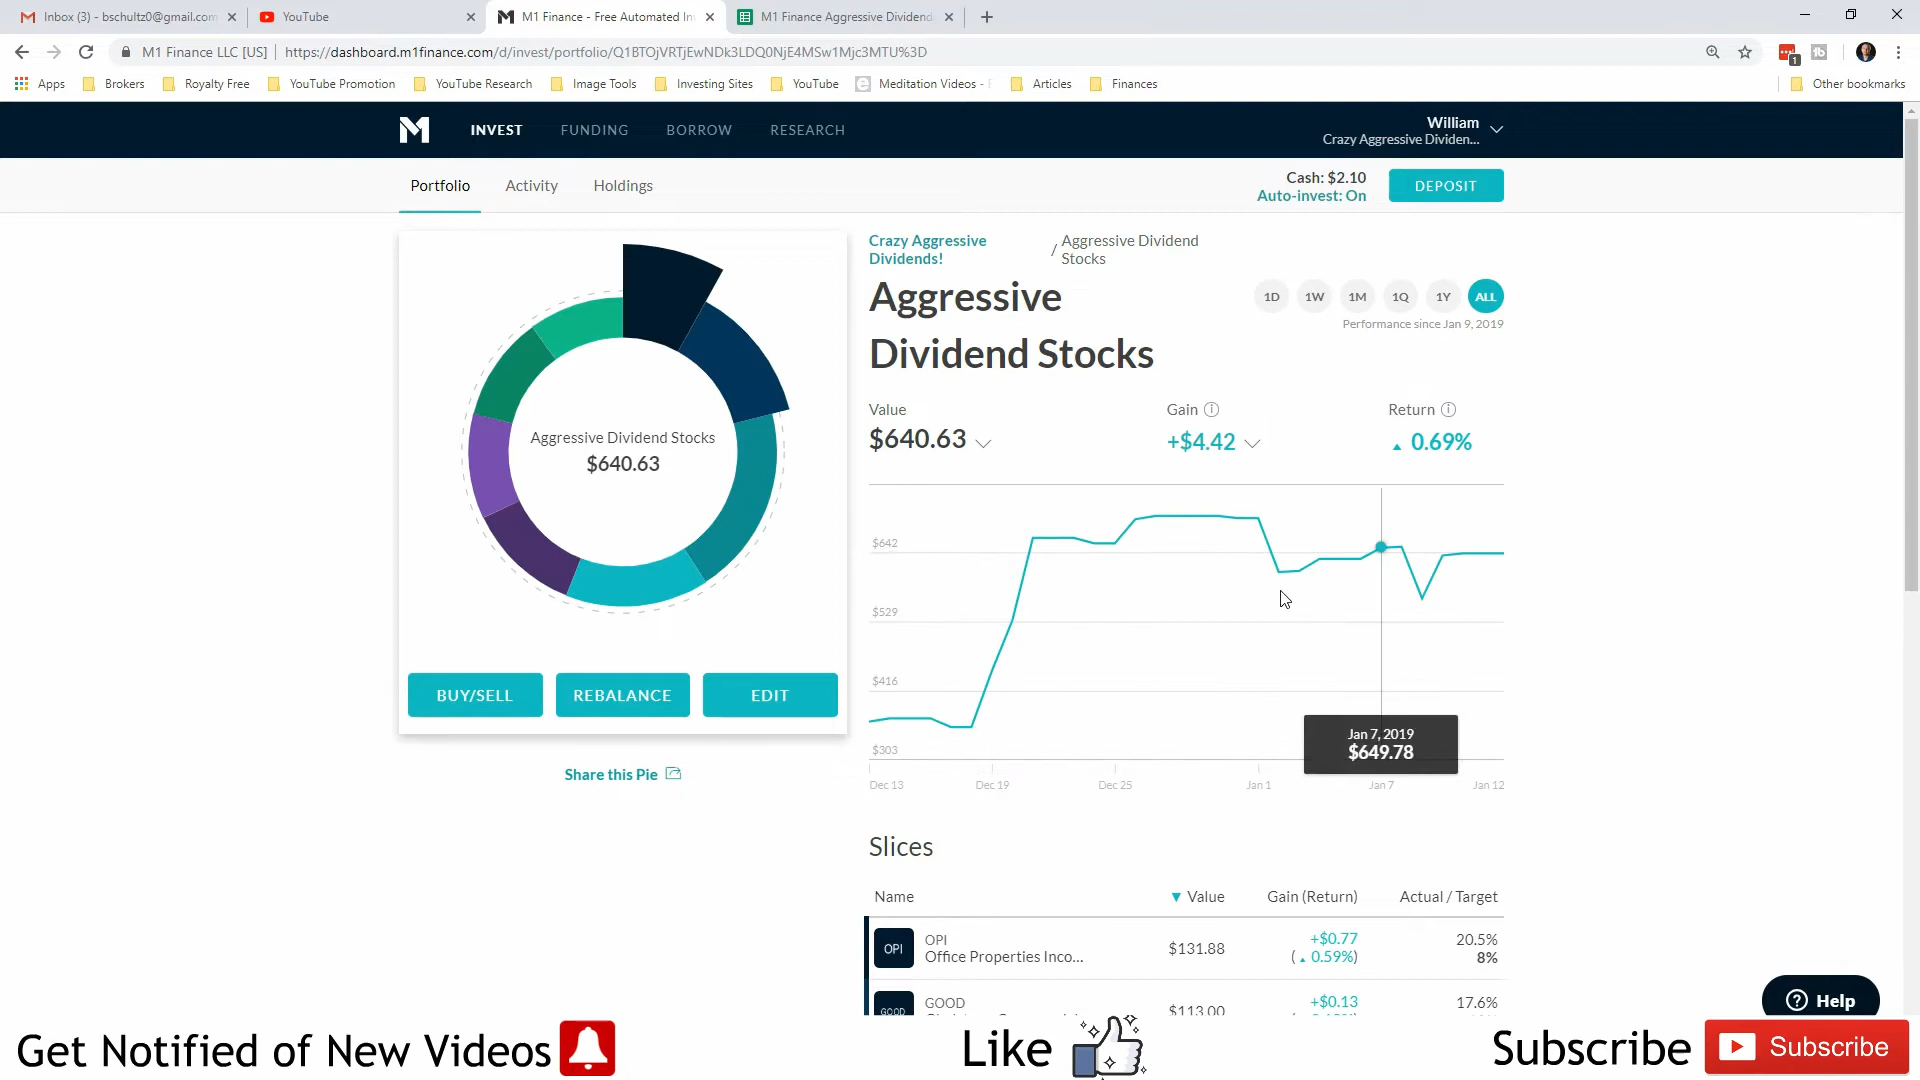 Inbox (3) - bschultz0@gmail.com
YouTube
M1 Finance - Free Automated In
M1 Finance Aggressive Dividend
M1 Finance LLC [US]
https://dashboard.m1finance.com/d/invest/portfolio/Q1BTOjVRTjEwNDk3LDQ0NjE4MSw1Mjc3MTU%3D
1
Apps
Brokers
Royalty Free
YouTube Promotion
YouTube Research
Image Tools
Investing Sites
YouTube
Meditation Videos -
Articles
Finances
Other bookmarks
INVEST
FUNDING
BORROW
RESEARCH
William
Crazy Aggressive Dividen...
Portfolio
Activity
Holdings
Cash: $2.10
Auto-invest: On
DEPOSIT
Aggressive Dividend Stocks
$640.63
BUY/SELL
REBALANCE
EDIT
Share this Pie
Crazy Aggressive
Dividends!
/ Aggressive Dividend
Stocks
Aggressive
Dividend Stocks
1D
1W
1M
1Q
1Y
ALL
Performance since Jan 9, 2019
Value
$640.63
Gain
+$4.42
Return
0.69%
$642
$529
$416
$303
Jan 7, 2019
$649.78
Dec 13
Dec 19
Dec 25
Jan 1
Jan 7
Jan 12
Slices
Name
Value
Gain (Return)
Actual / Target
OPI
OPI
Office Properties Inco...
$131.88
+$0.77
(▲ 0.59%)
20.5%
8%
GOOD
GOOD
$113.00
+$0.13
17.6%
Help
Get Notified of New Videos
Like
Subscribe
Subscribe